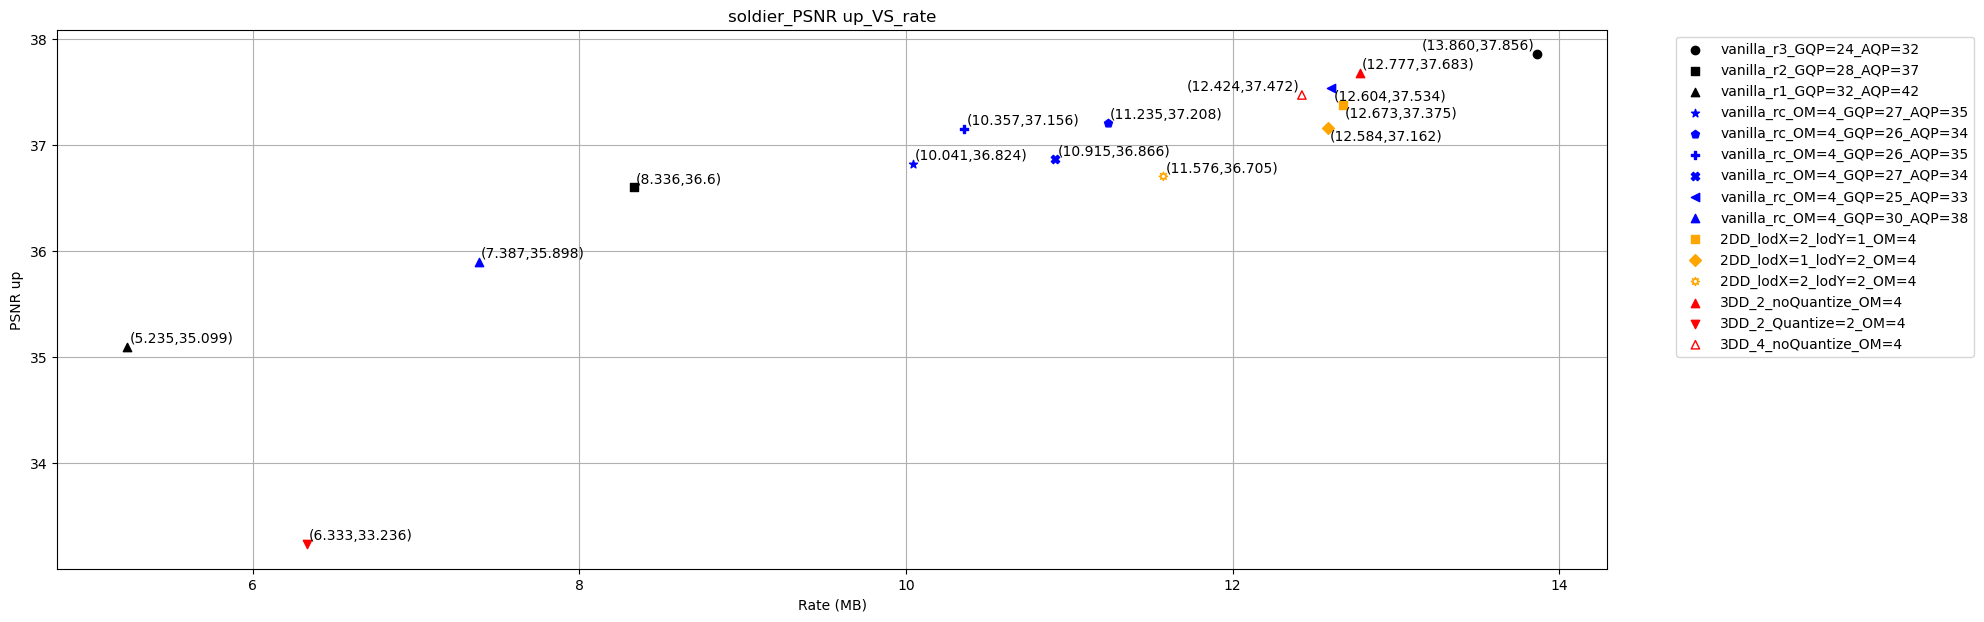 soldier_PSNR up_VS_rate
38
37
36
35
34
PSNR up
(13.860,37.856)
(12.777,37.683)
(12.424,37.472)
(12.604,37.534)
(12.673,37.375)
(10.357,37.156)
(11.235,37.208)
(12.584,37.162)
(10.041,36.824)
(10.915,36.866)
(11.576,36.705)
(8.336,36.6)
(7.387,35.898)
(5.235,35.099)
(6.333,33.236)
6
8
10
12
14
Rate (MB)
vanilla_r3_GQP=24_AQP=32
vanilla_r2_GQP=28_AQP=37
vanilla_r1_GQP=32_AQP=42
vanilla_rc_OM=4_GQP=27_AQP=35
vanilla_rc_OM=4_GQP=26_AQP=34
vanilla_rc_OM=4_GQP=26_AQP=35
vanilla_rc_OM=4_GQP=27_AQP=34
vanilla_rc_OM=4_GQP=25_AQP=33
vanilla_rc_OM=4_GQP=30_AQP=38
2DD_lodX=2_lodY=1_OM=4
2DD_lodX=1_lodY=2_OM=4
2DD_lodX=2_lodY=2_OM=4
3DD_2_noQuantize_OM=4
3DD_2_Quantize=2_OM=4
3DD_4_noQuantize_OM=4